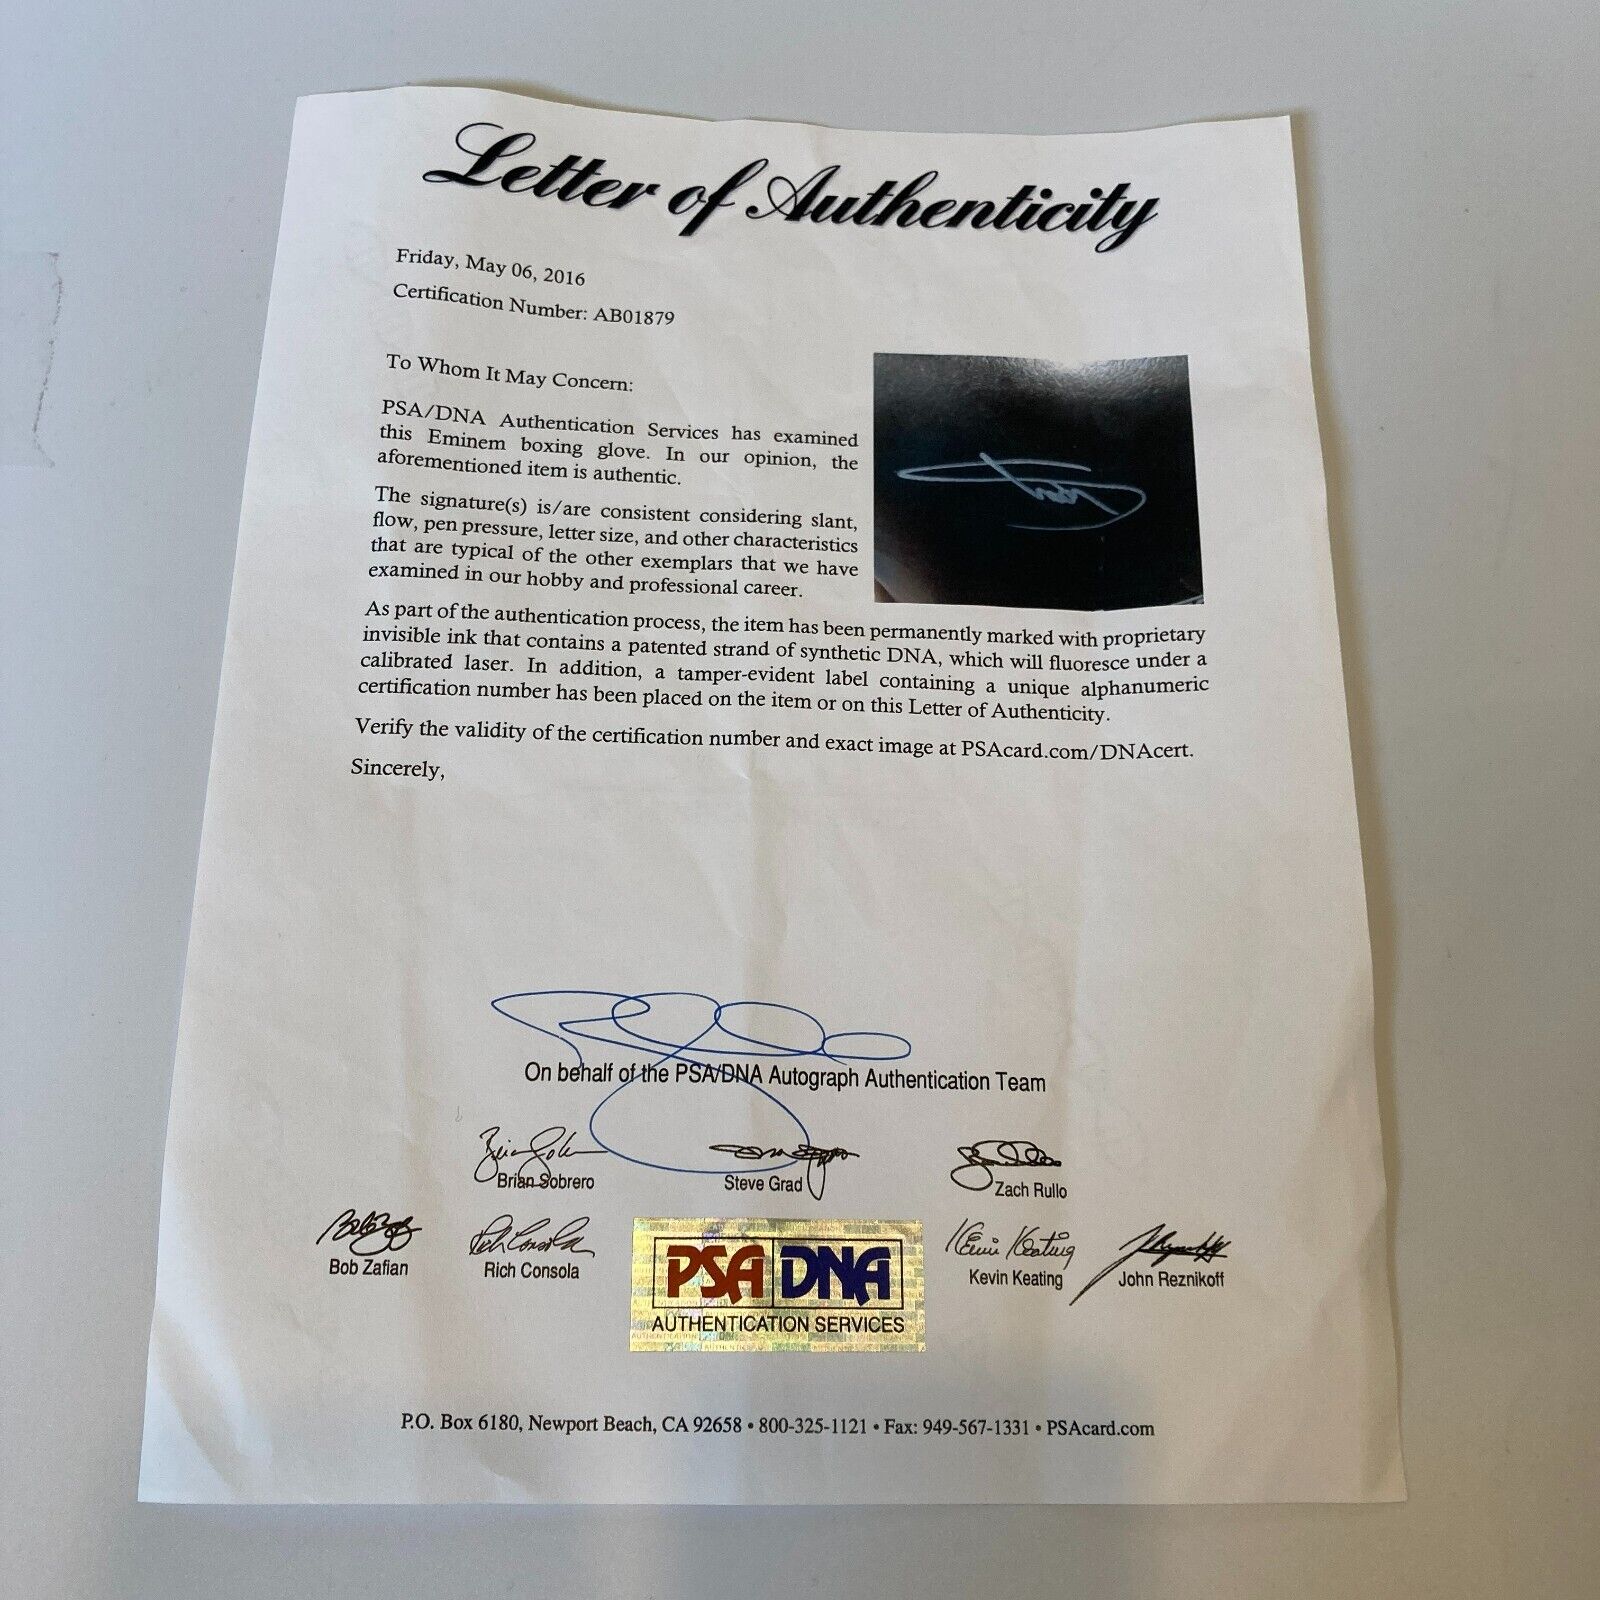 Letter of Authenticity
Friday, May 06, 2016
Certification Number: AB01879
To Whom It May Concern:
PSA/DNA Authentication Services has examined
this Eminem boxing glove. In our opinion, the
aforementioned item is authentic.
The signature(s) is/are consistent considering slant,
flow, pen pressure, letter size, and other characteristics
that are typical of the other exemplars that we have
examined in our hobby and professional career.
As part of the authentication process, the item has been permanently marked with proprietary
invisible ink that contains a patented strand of synthetic DNA, which will fluoresce under a
calibrated laser. In addition, a tamper-evident label containing a unique alphanumeric
certification number has been placed on the item or on this Letter of Authenticity.
Verify the validity of the certification number and exact image at PSAcard.com/DNAcert.
Sincerely,
On behalf of the PSA/DNA Autograph Authentication Team
Brian Sobrero
Steve Grad
Zach Rullo
Bob Zafian
Rich Consola
Kevin Keating
Kevin Keating
John Reznikoff
PSA DNA
AUTHENTICATION SERVICES
P.O. Box 6180, Newport Beach, CA 92658 • 800-325-1121 • Fax: 949-567-1331 • PSAcard.com